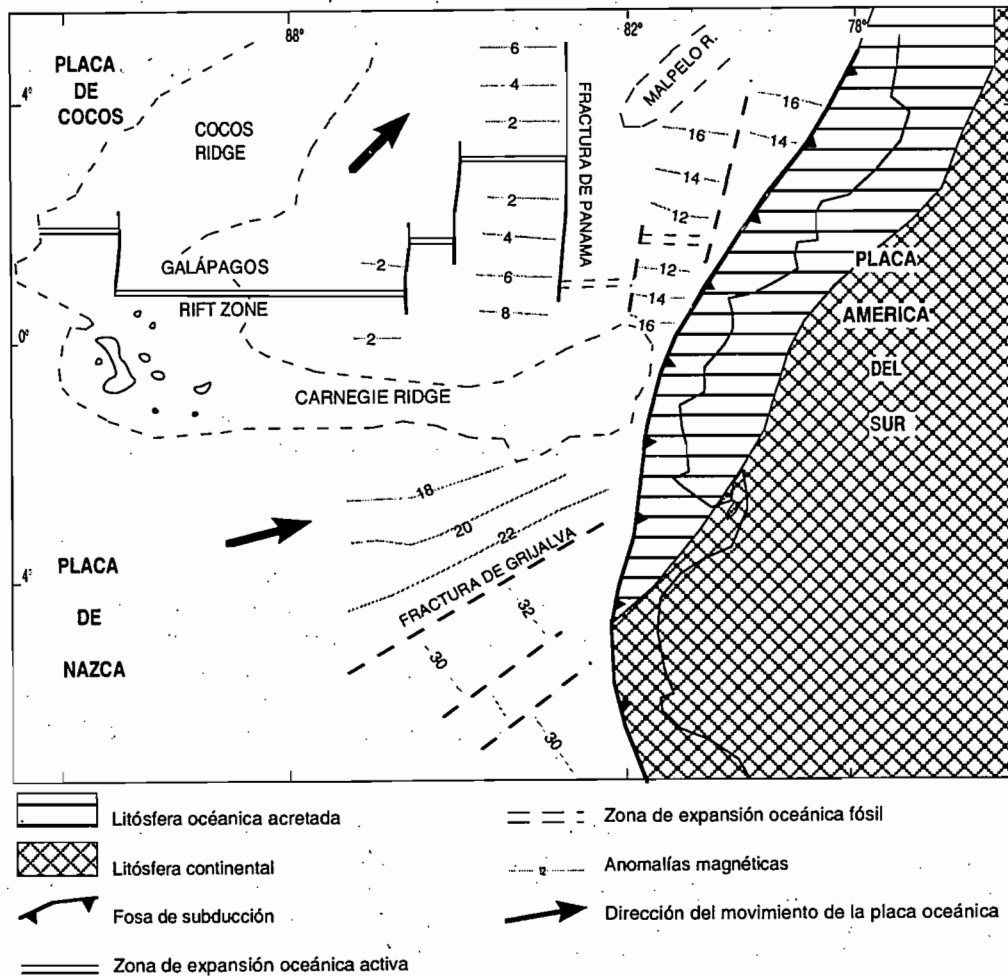 88°
82°
78°
4°
0°
4°
PLACA
DE
COCOS
COCOS
RIDGE
6
4
2
FRACTURA DE PANAMA
MALPELO R.
16
16
14
14
12
2
4
6
8
12
14
16
2
GALÁPAGOS
RIFT ZONE
2
CARNEGIE RIDGE
PLACA
AMERICA
DEL
SUR
18
20
22
FRACTURA DE GRIJALVA
32
30
30
PLACA
DE
NAZCA
Litósfera océanica acretada
Litósfera continental
Fosa de subducción
Zona de expansión oceánica activa
Zona de expansión oceánica fósil
12
Anomalías magnéticas
Dirección del movimiento de la placa oceánica